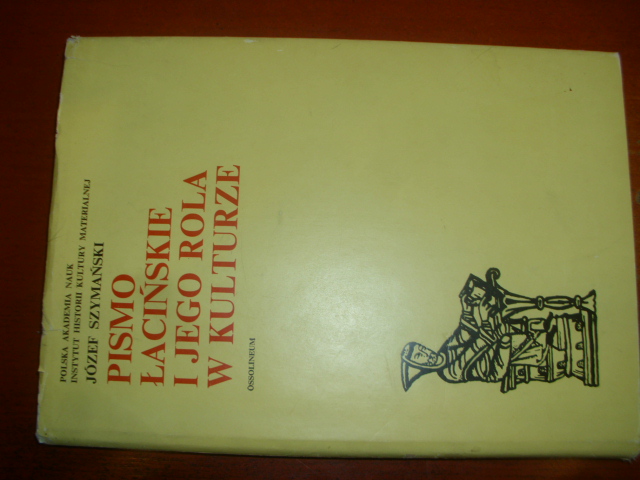 POLSKA AKADEMIA NAUK
INSTYTUT HISTORII KULTURY MATERIALNEJ
JÓZEF SZYMAŃSKI
PISMO
ŁACIŃSKIE
I JEGO ROLA
W KULTURZE
OSSOLINEUM